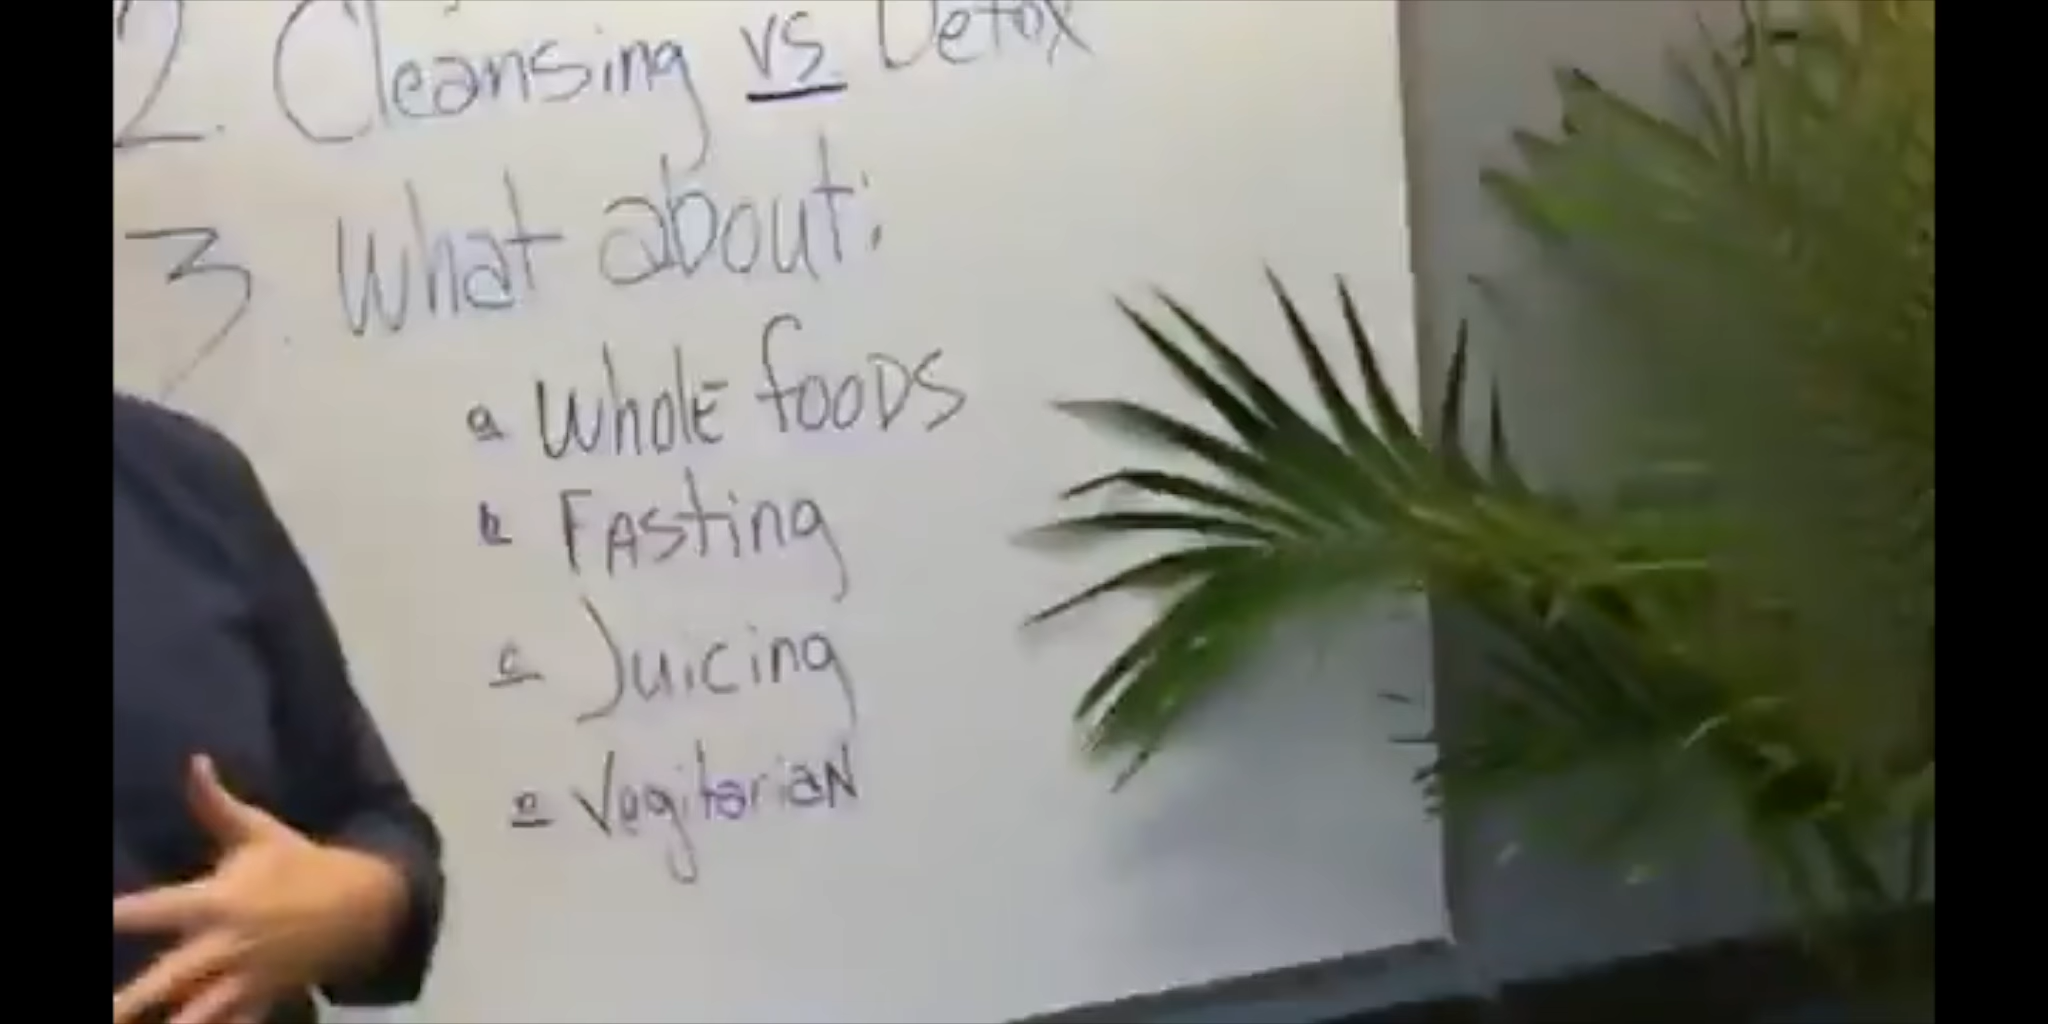 2. Cleansing vs Detox
3. What about:
a WHOLE fOODS
b FAsting
c Juicing
D VegitariaN